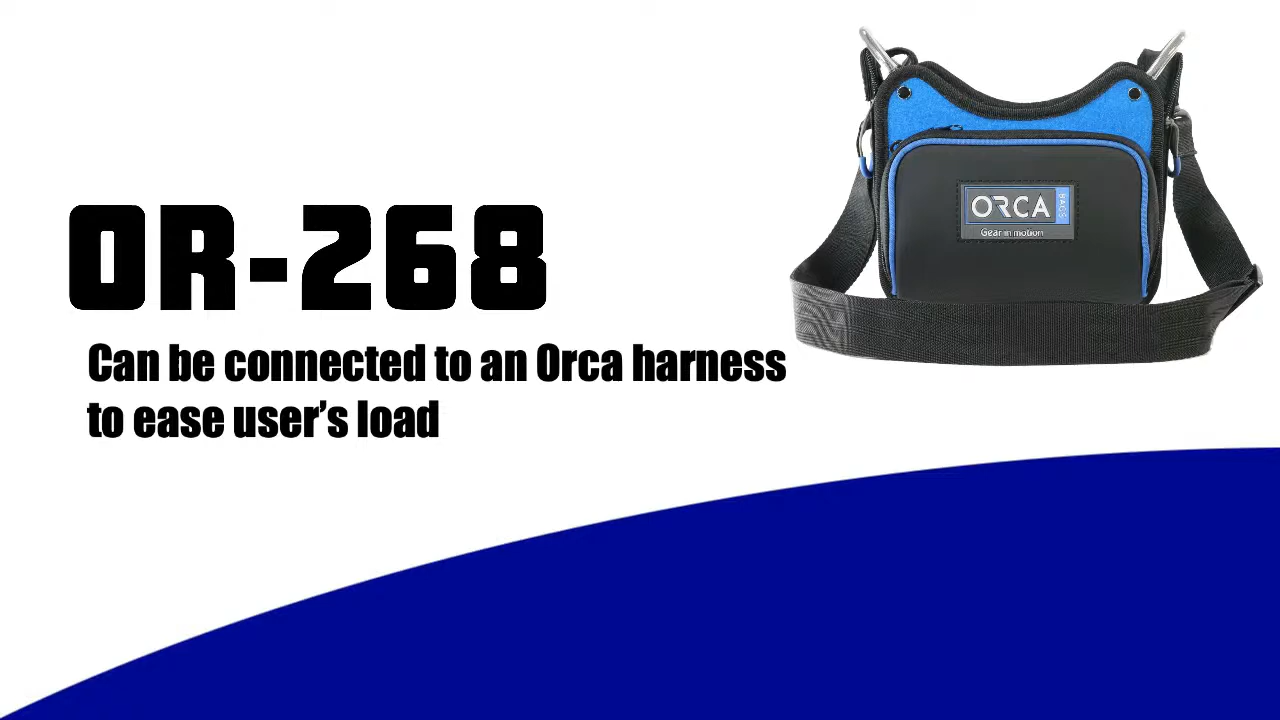 OR-268
Can be connected to an Orca harness
to ease user’s load
ORCA
BAGS
Gear in motion